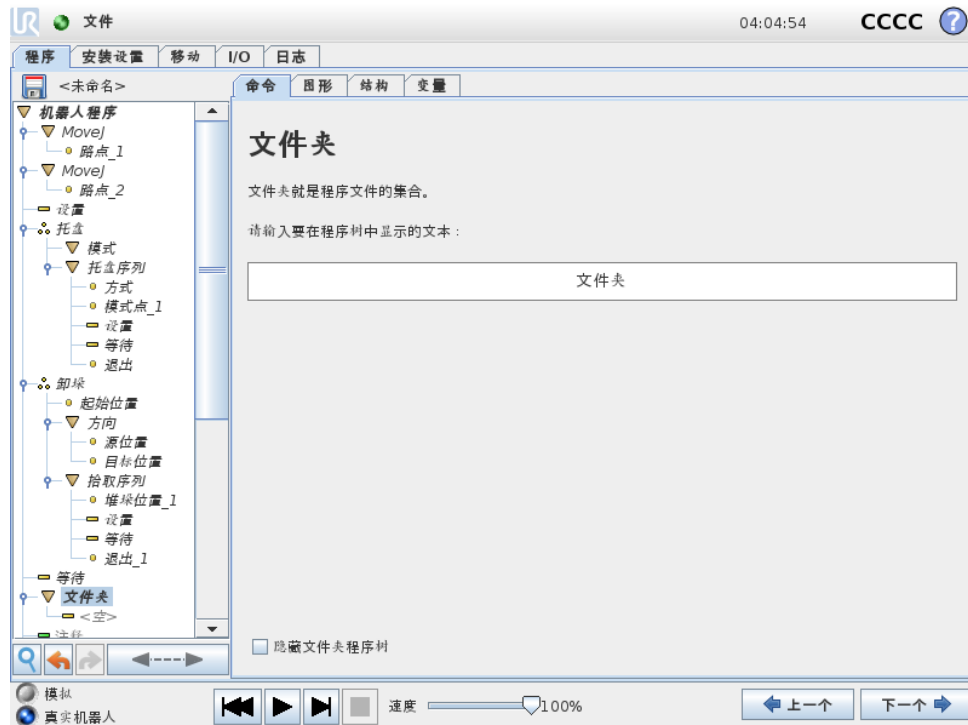 UR 文件 04:04:54 CCCC ?
程序 安装设置 移动 I/O 日志
<未命名>
命令 图形 结构 变量
机器人程序
MoveJ
路点_1
MoveJ
路点_2
设置
托盘
模式
托盘序列
方式
模式点_1
设置
等待
退出
卸垛
起始位置
方向
源位置
目标位置
拾取序列
堆垛位置_1
设置
等待
退出_1
等待
文件夹
<空>
注释
文件夹
文件夹就是程序文件的集合。
请输入要在程序树中显示的文本：
文件夹
隐藏文件夹程序树
模拟
真实机器人
速度 100%
上一个 下一个